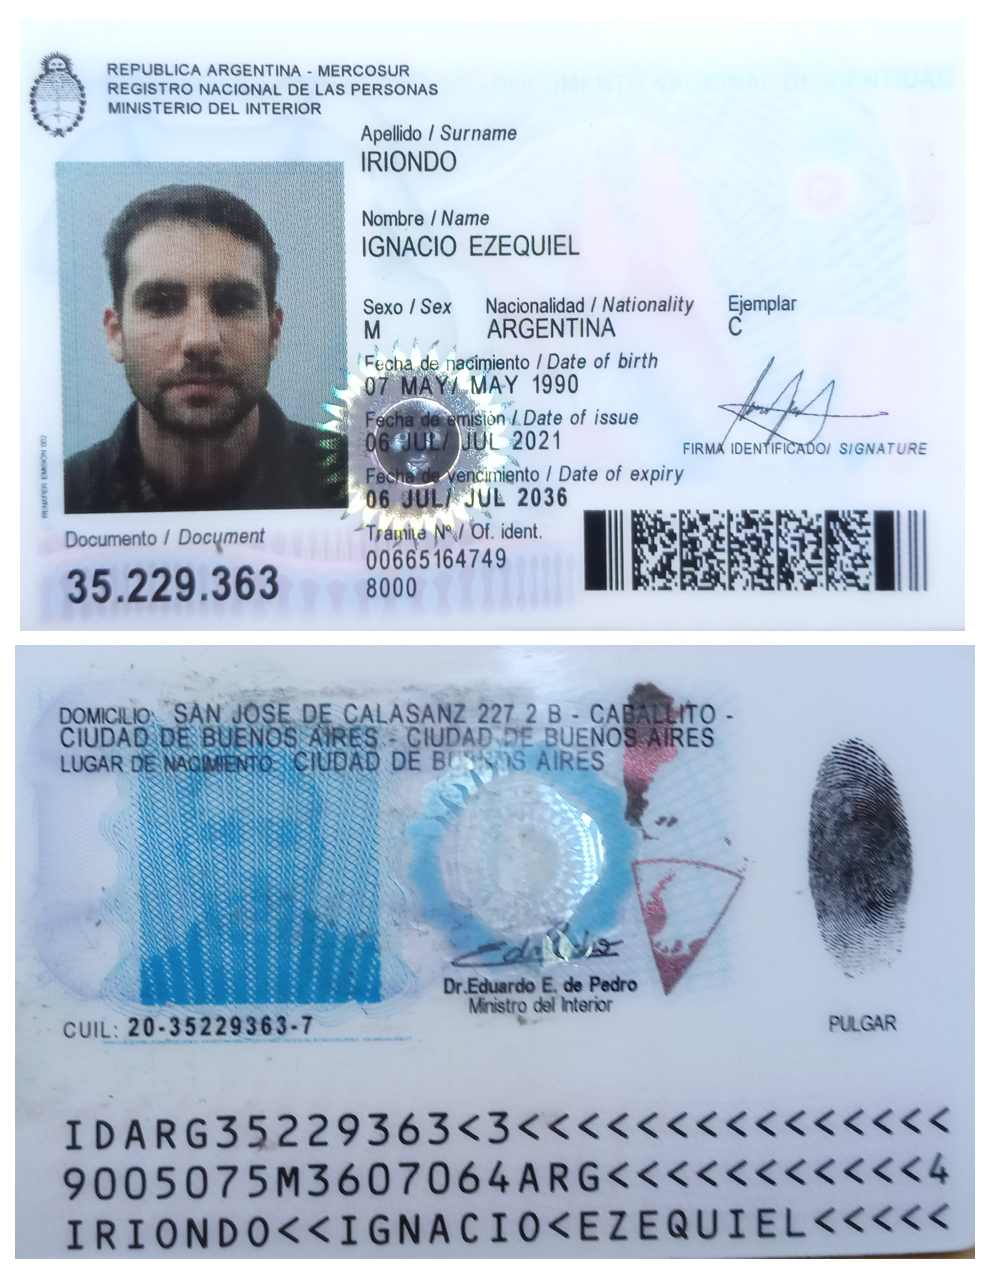 REPUBLICA ARGENTINA - MERCOSUR
REGISTRO NACIONAL DE LAS PERSONAS
MINISTERIO DEL INTERIOR
DOCUMENTO NACIONAL DE IDENTIDAD
Apellido / Surname
IRIONDO
Nombre / Name
IGNACIO EZEQUIEL
Sexo / Sex Nacionalidad / Nationality Ejemplar
M ARGENTINA C
Fecha de nacimiento / Date of birth
07 MAY/ MAY 1990
Fecha de emisión / Date of issue
06 JUL/ JUL 2021
FIRMA IDENTIFICADO/ SIGNATURE
Fecha de vencimiento / Date of expiry
06 JUL/ JUL 2036
Documento / Document
35.229.363
Tramite Nº / Of. ident.
00665164749
8000
DOMICILIO: SAN JOSE DE CALASANZ 227 2 B - CABALLITO -
CIUDAD DE BUENOS AIRES - CIUDAD DE BUENOS AIRES
LUGAR DE NACIMIENTO: CIUDAD DE BUENOS AIRES
Dr.Eduardo E. de Pedro
Ministro del Interior
CUIL: 20-35229363-7
PULGAR
IDARG35229363<3<<<<<<<<<<<<<<<
9005075M3607064ARG<<<<<<<<<<<4
IRIONDO<<IGNACIO<EZEQUIEL<<<<<